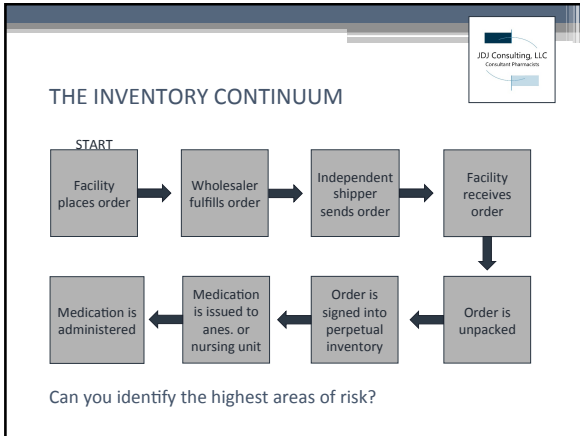 JDJ Consulting, LLC
Consultant Pharmacists
THE INVENTORY CONTINUUM
START
Facility
places order
Wholesaler
fulfills order
Independent
shipper
sends order
Facility
receives
order
Order is
unpacked
Order is
signed into
perpetual
inventory
Medication
is issued to
anes. or
nursing unit
Medication is
administered
Can you identify the highest areas of risk?